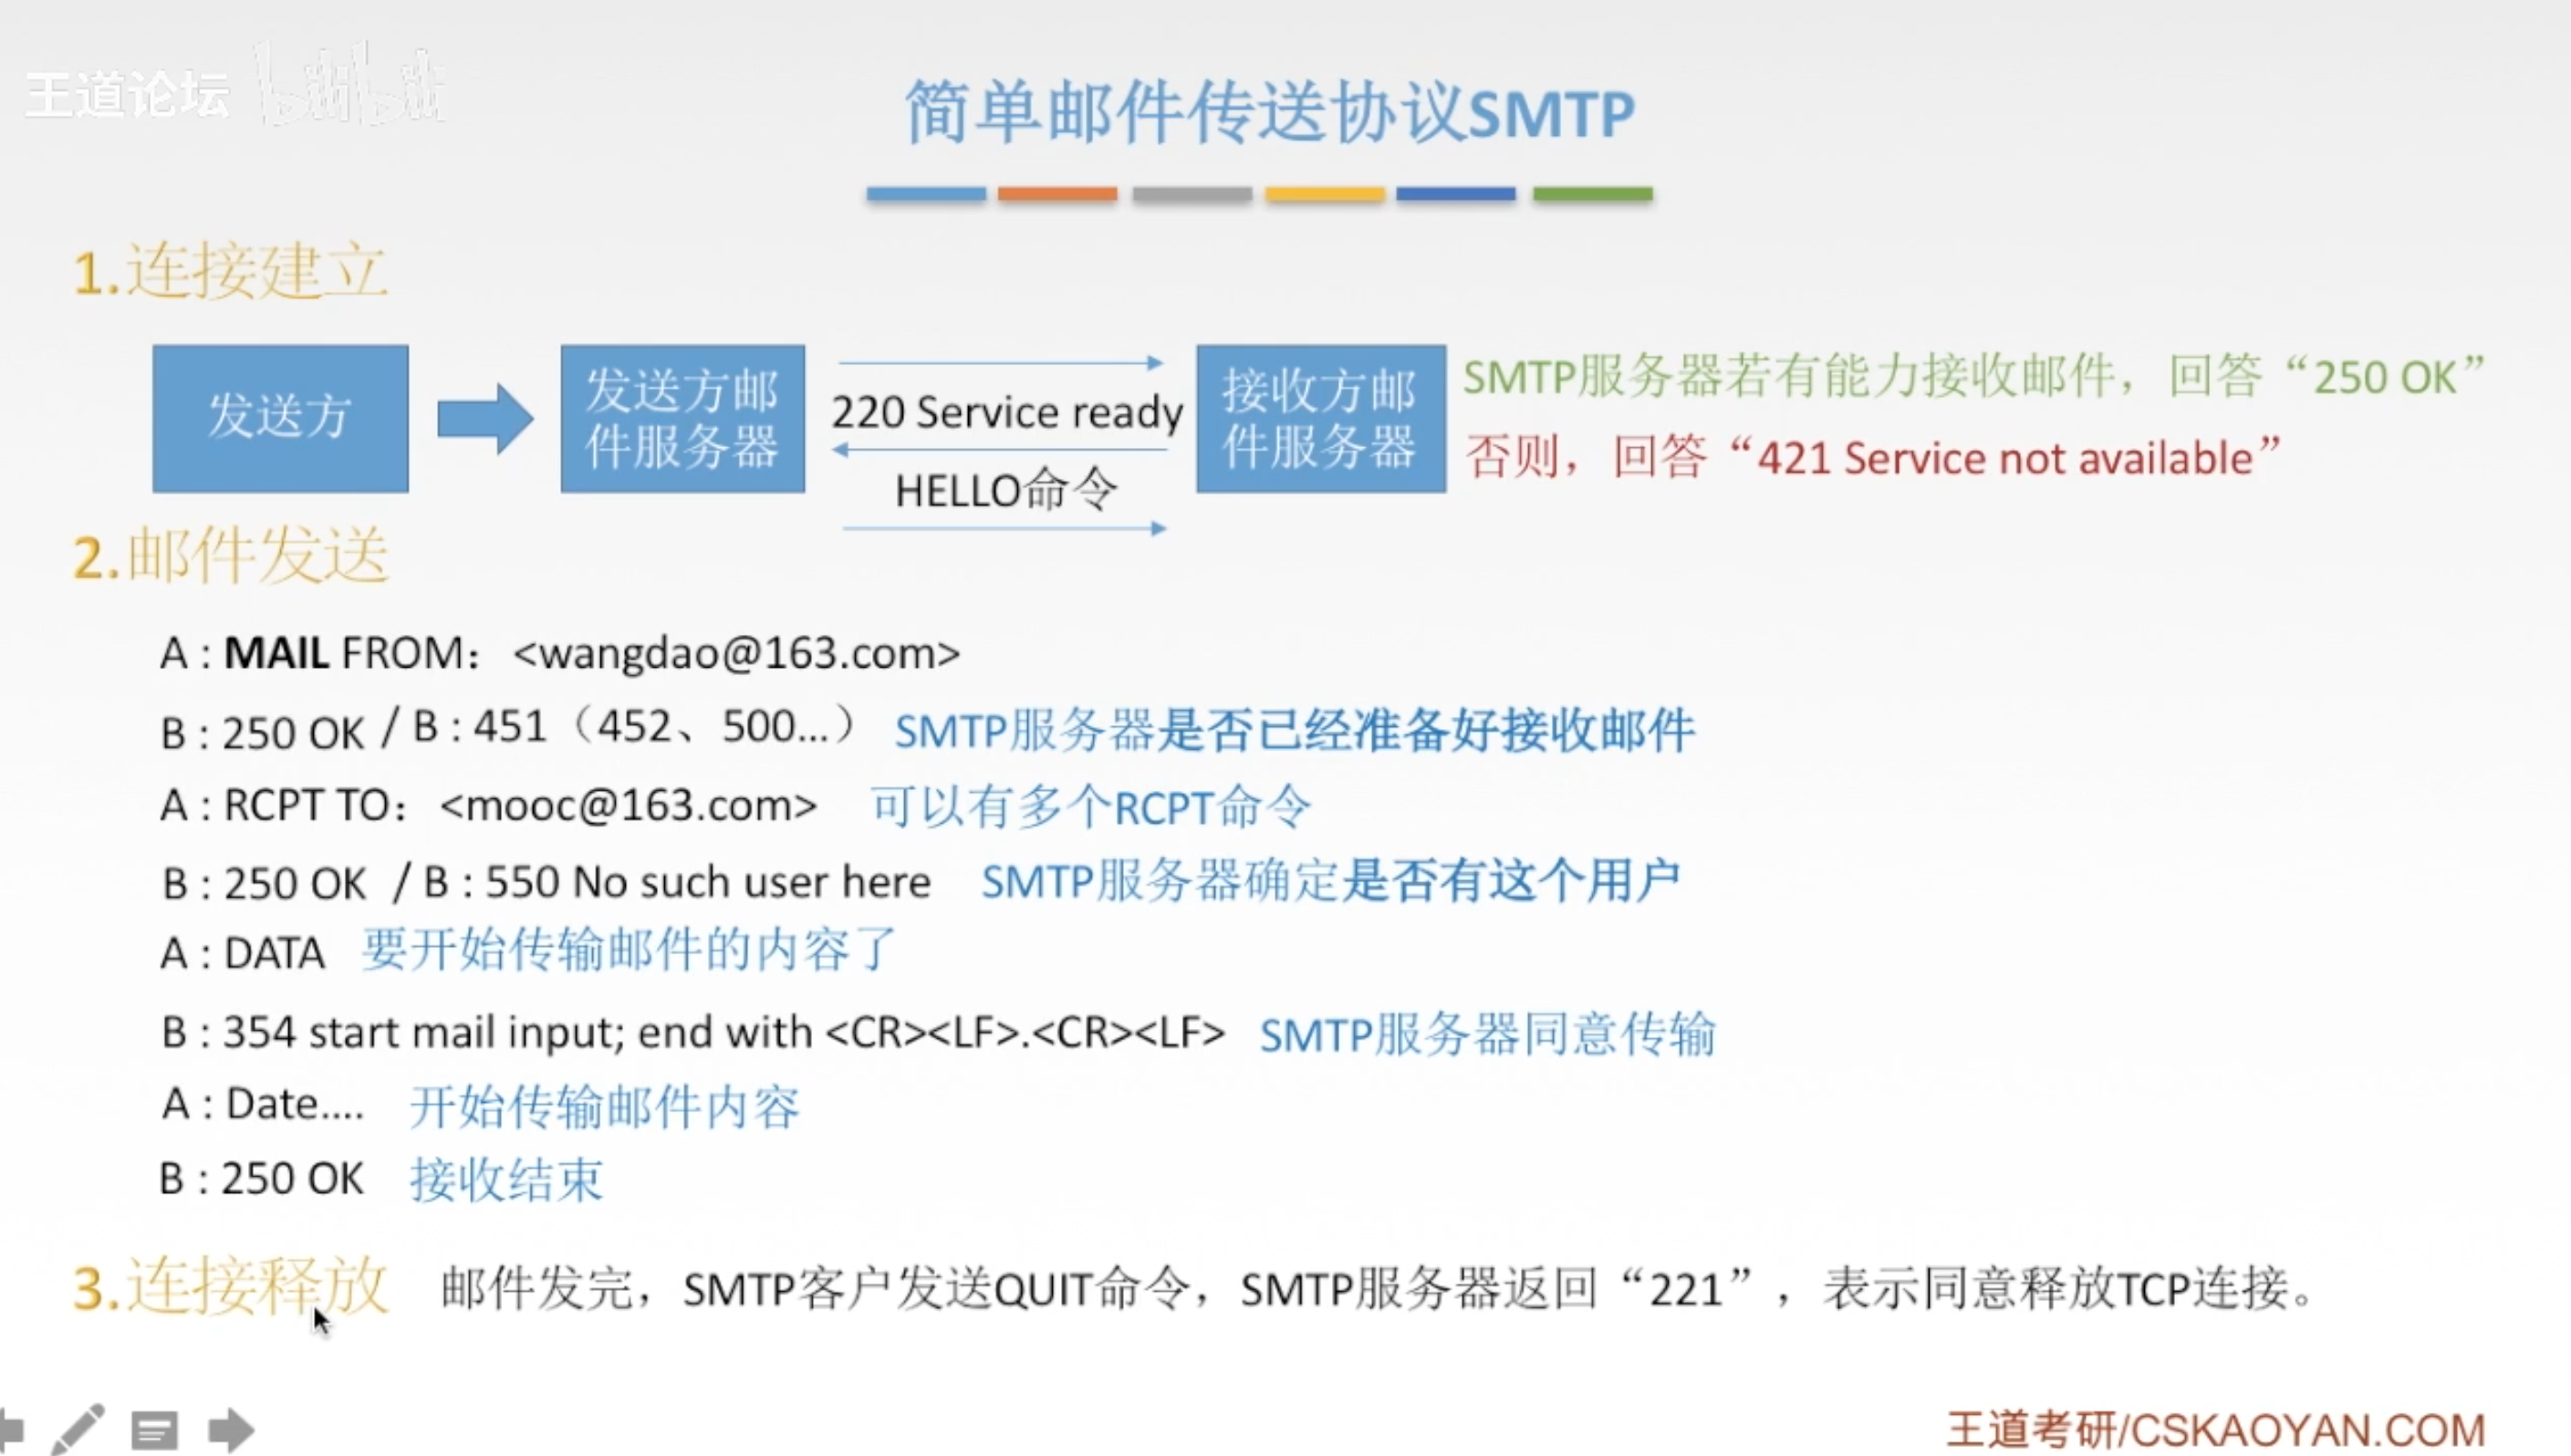 王道论坛 bilibili
简单邮件传送协议SMTP
1.连接建立
发送方
发送方邮
件服务器
220 Service ready
HELLO命令
接收方邮
件服务器
SMTP服务器若有能力接收邮件，回答“250 OK”
否则，回答“421 Service not available”
2.邮件发送
A : MAIL FROM：<wangdao@163.com>
B : 250 OK / B : 451（452、500...） SMTP服务器是否已经准备好接收邮件
A : RCPT TO：<mooc@163.com> 可以有多个RCPT命令
B : 250 OK / B : 550 No such user here SMTP服务器确定是否有这个用户
A : DATA 要开始传输邮件的内容了
B : 354 start mail input; end with <CR><LF>.<CR><LF> SMTP服务器同意传输
A : Date.... 开始传输邮件内容
B : 250 OK 接收结束
3.连接释放 邮件发完，SMTP客户发送QUIT命令，SMTP服务器返回“221”，表示同意释放TCP连接。
王道考研/CSKAOYAN.COM